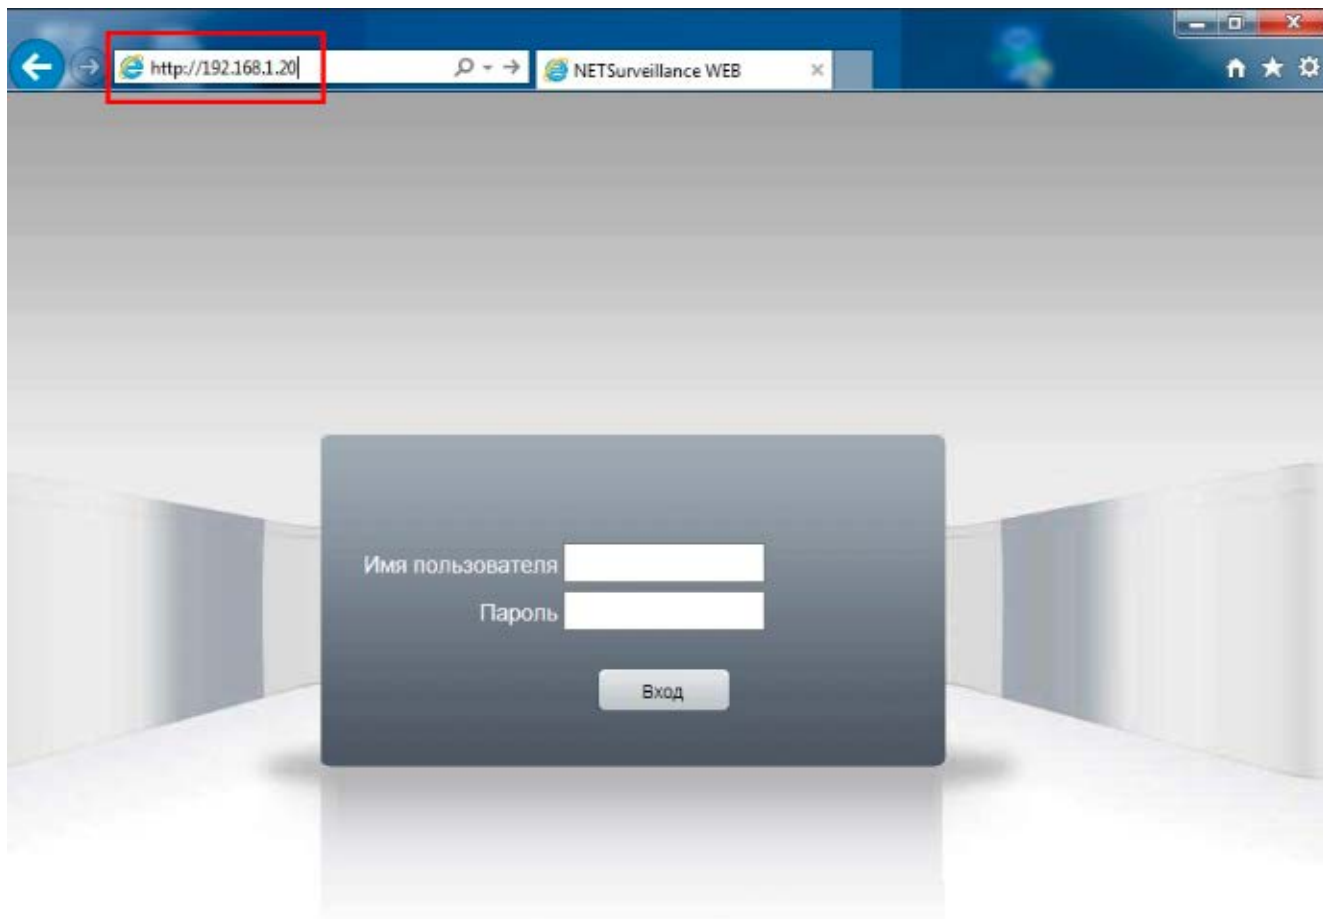 http://192.168.1.20
NETSurveillance WEB
Имя пользователя
Пароль
Вход